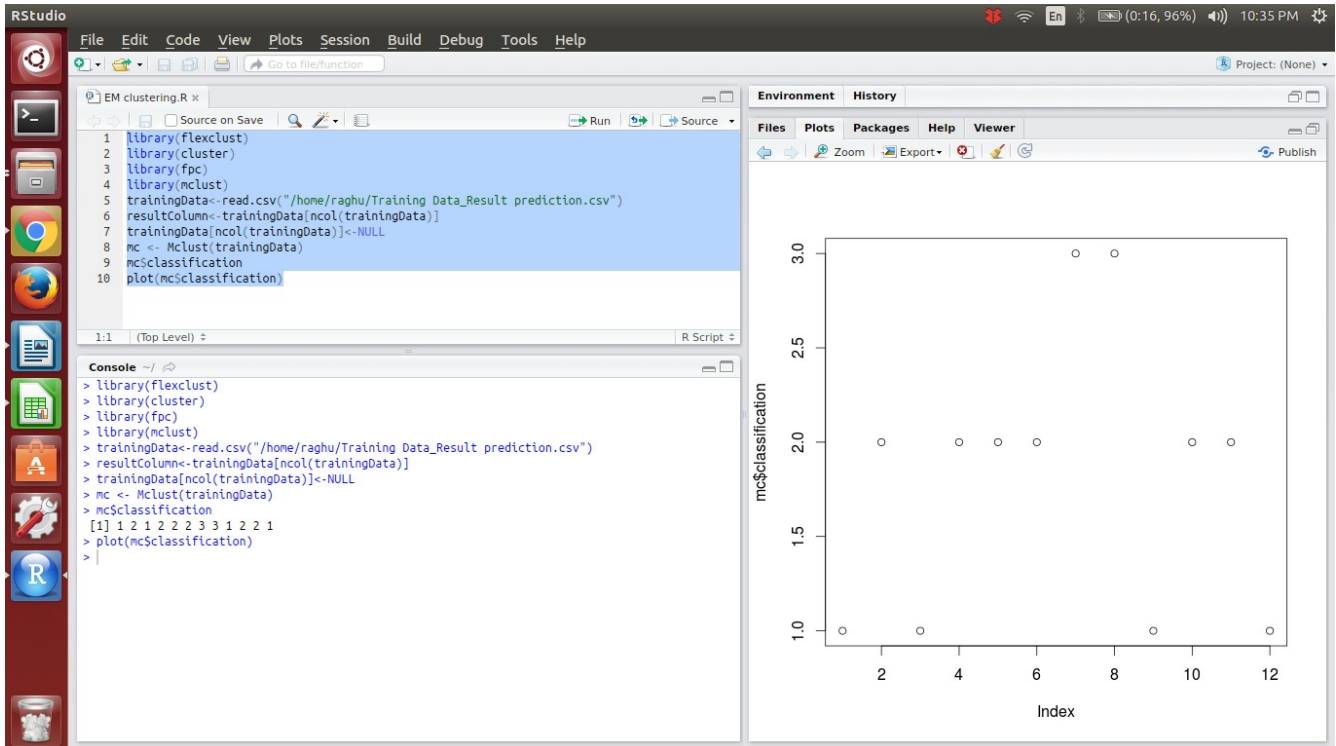 RStudio
En (0:16, 96%) 10:35 PM
File Edit Code View Plots Session Build Debug Tools Help
Go to file/function
Project: (None)
EM clustering.R ×
Source on Save
Run
Source
1 library(flexclust)
2 library(cluster)
3 library(fpc)
4 library(mclust)
5 trainingData<-read.csv("/home/raghu/Training Data_Result prediction.csv")
6 resultColumn<-trainingData[ncol(trainingData)]
7 trainingData[ncol(trainingData)]<-NULL
8 mc <- Mclust(trainingData)
9 mc$classification
10 plot(mc$classification)
1:1 (Top Level) R Script
Console ~/
> library(flexclust)
> library(cluster)
> library(fpc)
> library(mclust)
> trainingData<-read.csv("/home/raghu/Training Data_Result prediction.csv")
> resultColumn<-trainingData[ncol(trainingData)]
> trainingData[ncol(trainingData)]<-NULL
> mc <- Mclust(trainingData)
> mc$classification
[1] 1 2 1 2 2 2 3 3 1 2 2 1
> plot(mc$classification)
>
Environment History
Files Plots Packages Help Viewer
Zoom Export Publish
3.0
2.5
2.0
1.5
1.0
mc$classification
2 4 6 8 10 12
Index
R